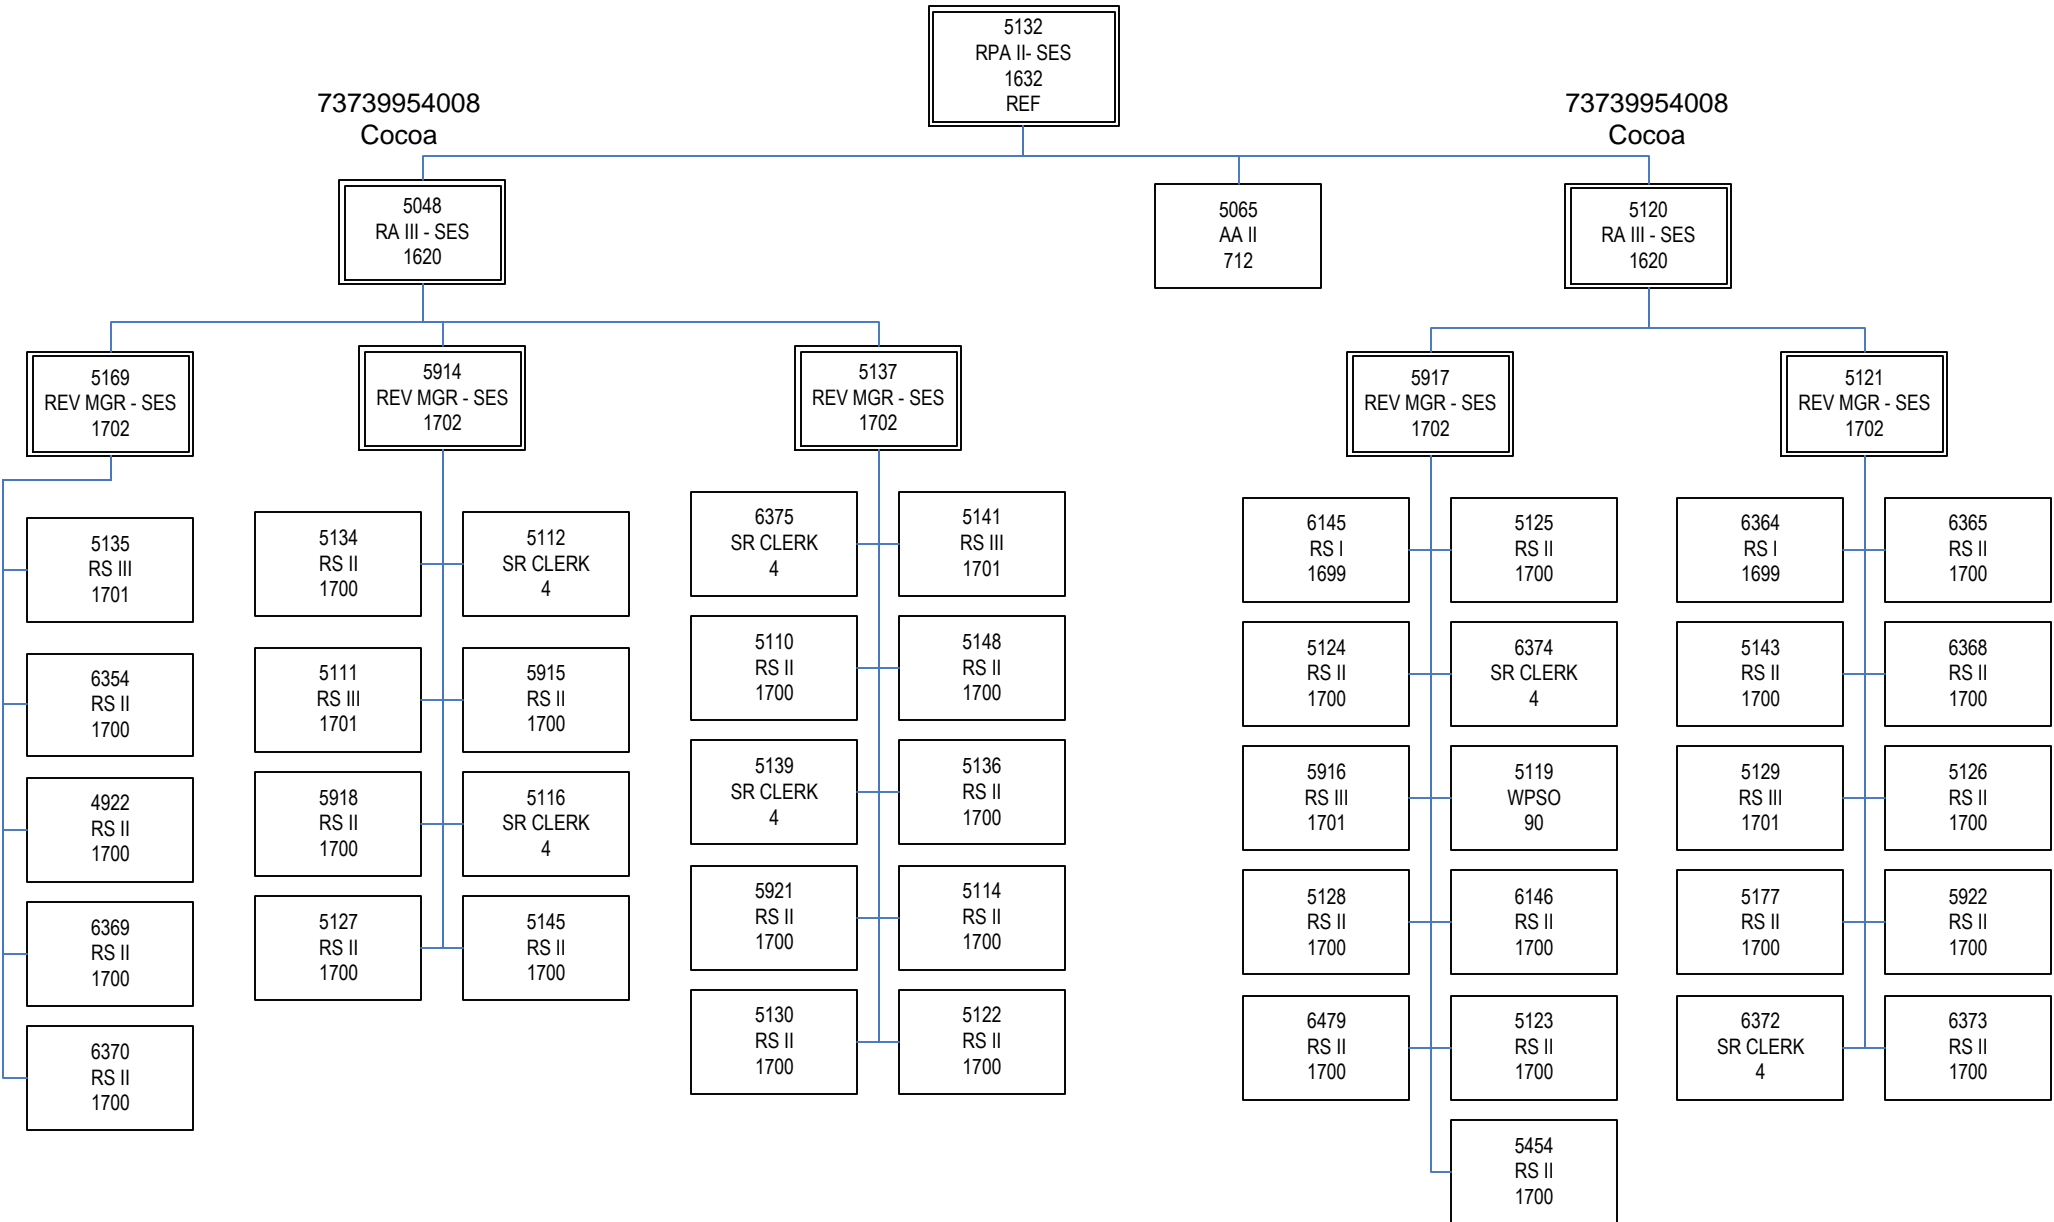 5132
RPA II- SES
1632
REF
73739954008
Cocoa
73739954008
Cocoa
5048
RA III - SES
1620
5065
AA II
712
5120
RA III - SES
1620
5169
REV MGR - SES
1702
5914
REV MGR - SES
1702
5137
REV MGR - SES
1702
5917
REV MGR - SES
1702
5121
REV MGR - SES
1702
5135
RS III
1701
6354
RS II
1700
4922
RS II
1700
6369
RS II
1700
6370
RS II
1700
5134
RS II
1700
5112
SR CLERK
4
5111
RS III
1701
5915
RS II
1700
5918
RS II
1700
5116
SR CLERK
4
5127
RS II
1700
5145
RS II
1700
6375
SR CLERK
4
5141
RS III
1701
5110
RS II
1700
5148
RS II
1700
5139
SR CLERK
4
5136
RS II
1700
5921
RS II
1700
5114
RS II
1700
5130
RS II
1700
5122
RS II
1700
6145
RS I
1699
5125
RS II
1700
5124
RS II
1700
6374
SR CLERK
4
5916
RS III
1701
5119
WPSO
90
5128
RS II
1700
6146
RS II
1700
6479
RS II
1700
5123
RS II
1700
5454
RS II
1700
6364
RS I
1699
6365
RS II
1700
5143
RS II
1700
6368
RS II
1700
5129
RS III
1701
5126
RS II
1700
5177
RS II
1700
5922
RS II
1700
6372
SR CLERK
4
6373
RS II
1700